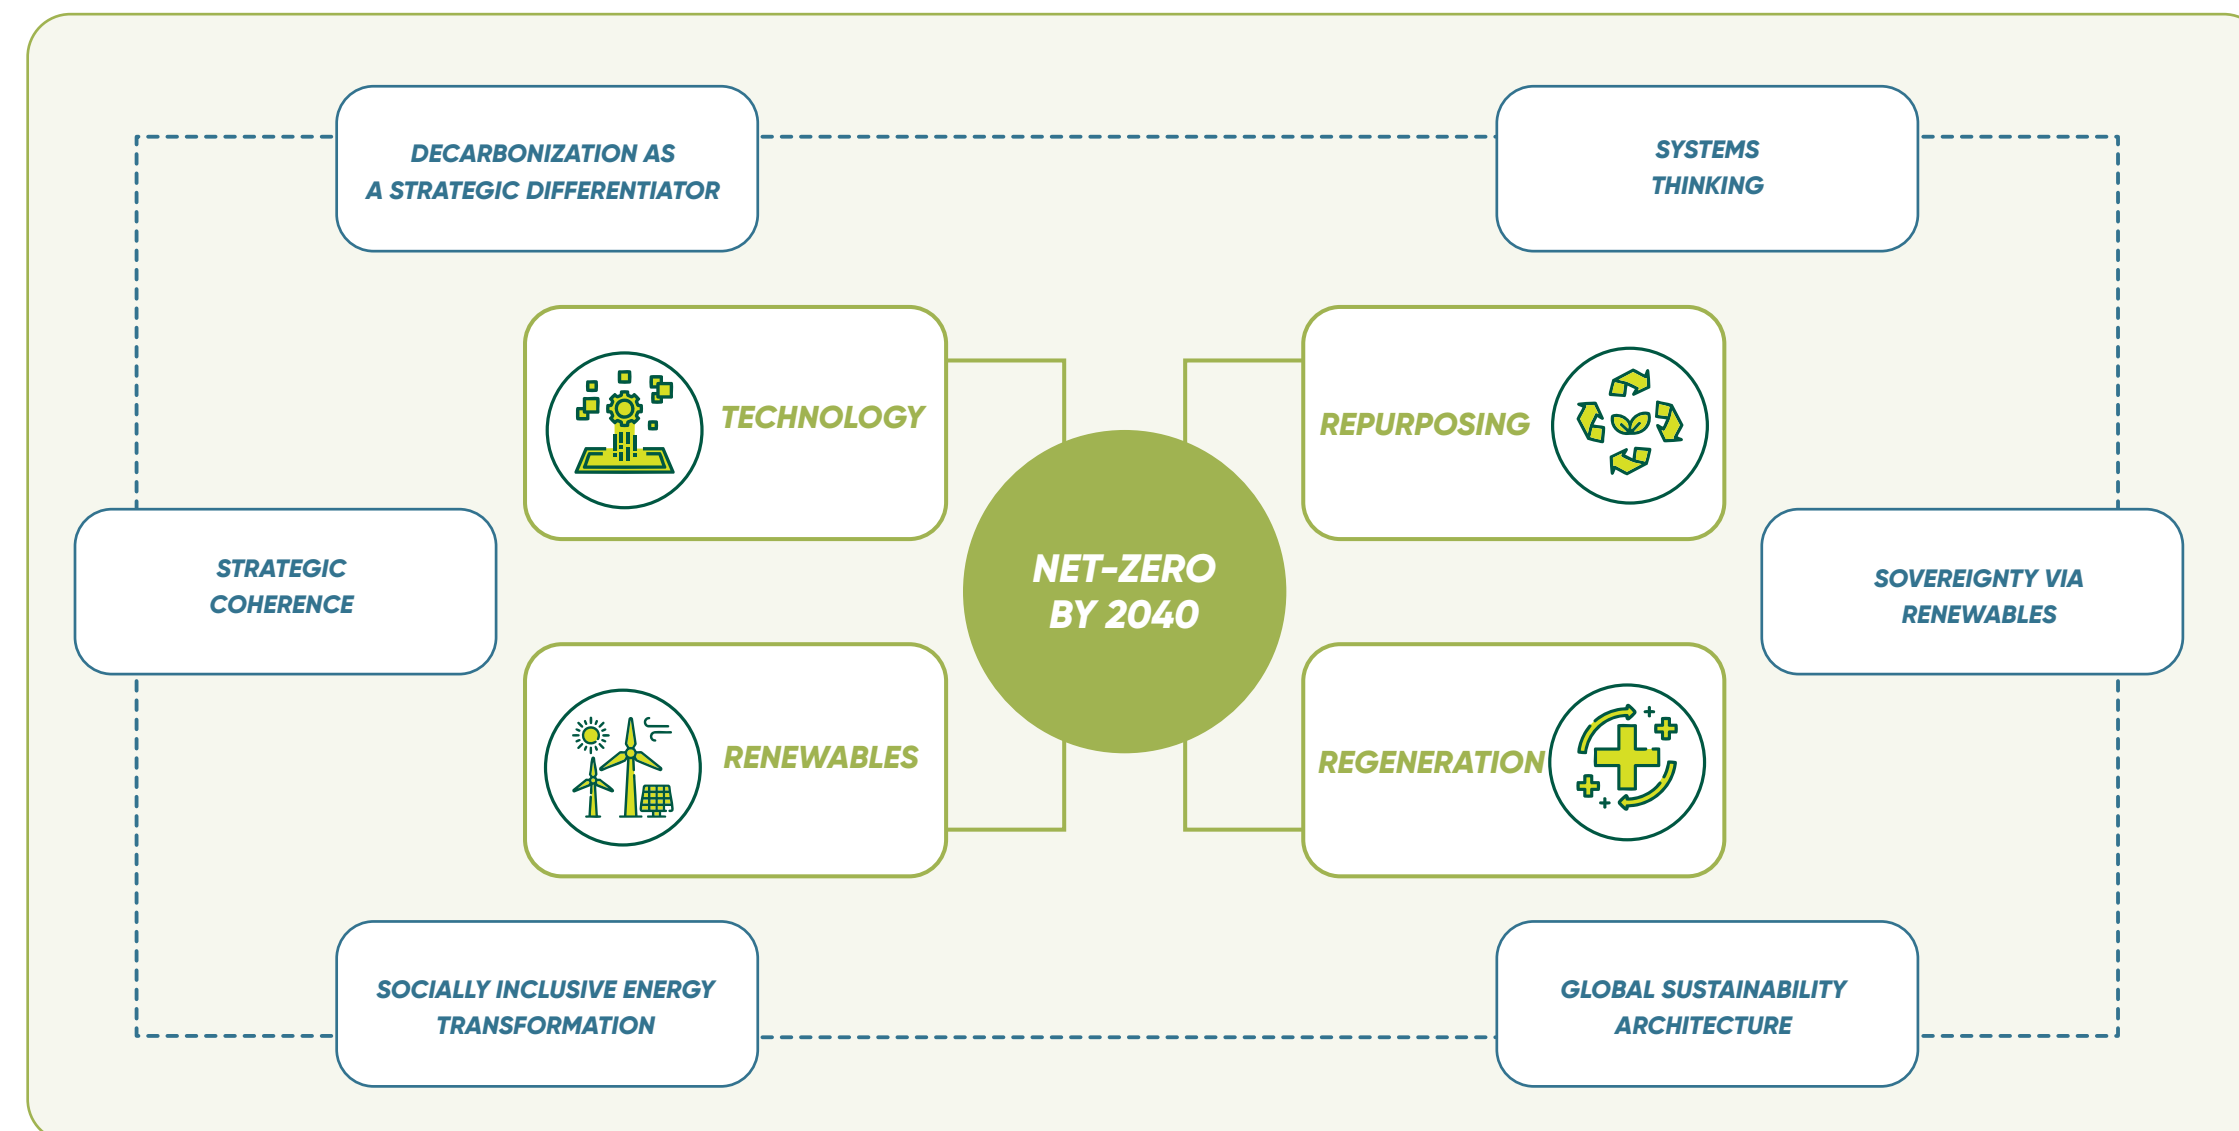 DECARBONIZATION AS
A STRATEGIC DIFFERENTIATOR
SYSTEMS
THINKING
TECHNOLOGY
REPURPOSING
STRATEGIC
COHERENCE
NET-ZERO
BY 2040
SOVEREIGNTY VIA
RENEWABLES
RENEWABLES
REGENERATION
SOCIALLY INCLUSIVE ENERGY
TRANSFORMATION
GLOBAL SUSTAINABILITY
ARCHITECTURE